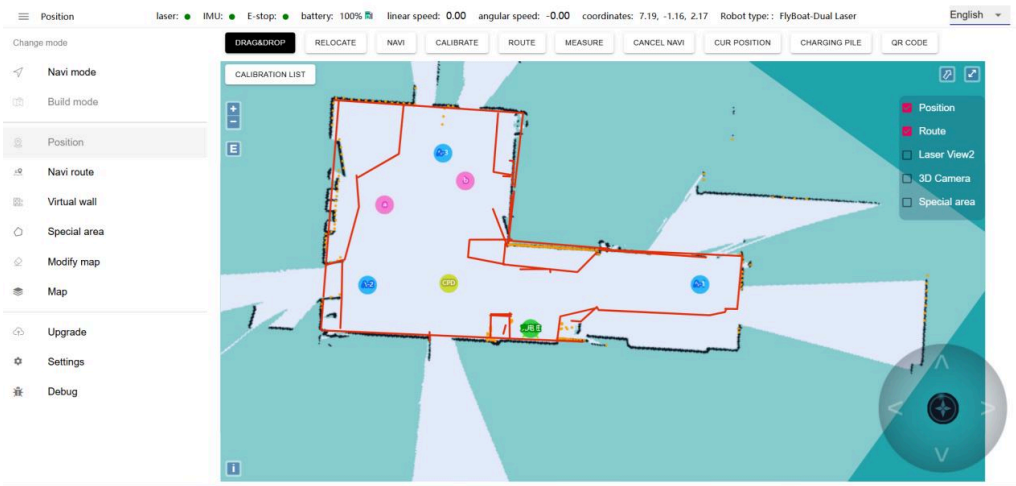 Position laser: IMU: E-stop: battery: 100% linear speed: 0.00 angular speed: -0.00 coordinates: 7.19, -1.16, 2.17 Robot type: : FlyBoat-Dual Laser English
Change mode
Navi mode
Build mode
Position
Navi route
Virtual wall
Special area
Modify map
Map
Upgrade
Settings
Debug
DRAG&DROP RELOCATE NAVI CALIBRATE ROUTE MEASURE CANCEL NAVI CUR POSITION CHARGING PILE QR CODE
CALIBRATION LIST
+
−
E
Position
Route
Laser View2
3D Camera
Special area
i